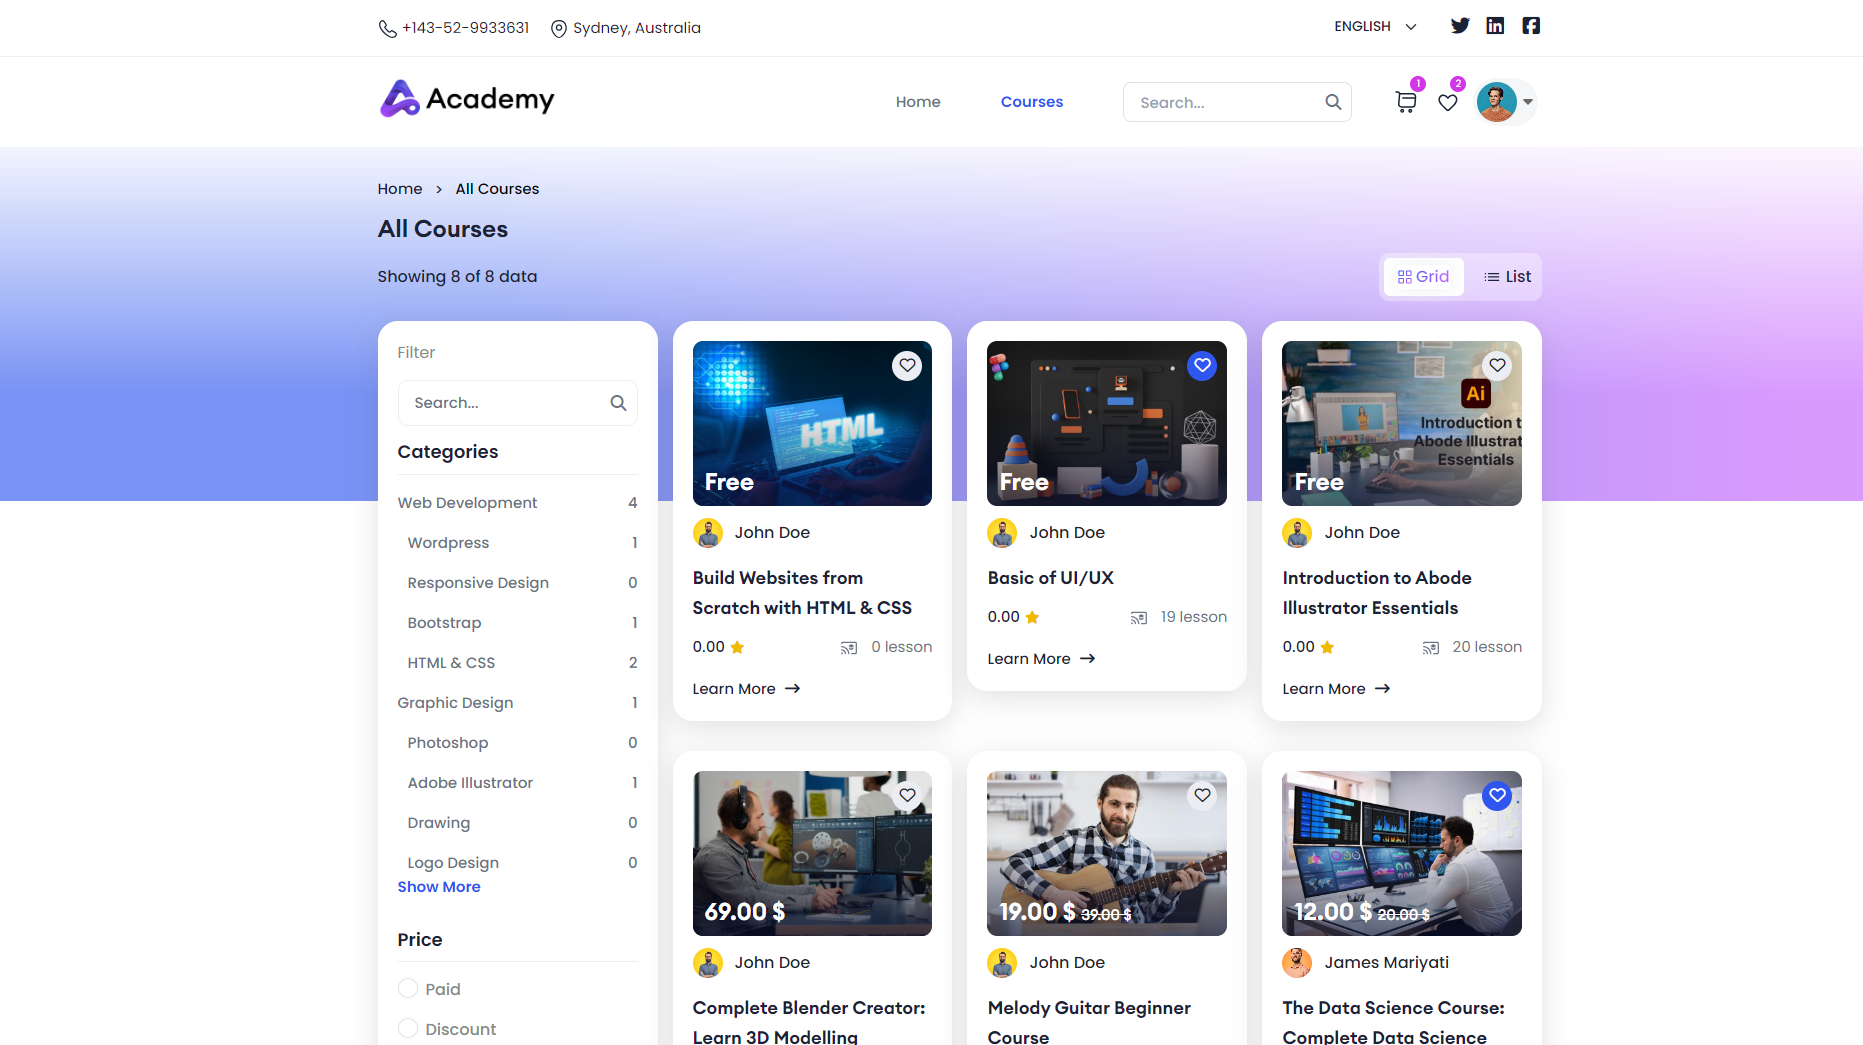 +143-52-9933631
Sydney, Australia
ENGLISH
Academy
Home
Courses
Search...
1
2
Home > All Courses
All Courses
Showing 8 of 8 data
Grid
List
Filter
Search...
Categories
Web Development 4
Wordpress 1
Responsive Design 0
Bootstrap 1
HTML & CSS 2
Graphic Design 1
Photoshop 0
Adobe Illustrator 1
Drawing 0
Logo Design 0
Show More
Price
Paid
Discount
HTML
Free
John Doe
Build Websites from
Scratch with HTML & CSS
0.00
0 lesson
Learn More
Free
John Doe
Basic of UI/UX
0.00
19 lesson
Learn More
Ai
Introduction t
Abode Illustrat
Essentials
Free
John Doe
Introduction to Abode
Illustrator Essentials
0.00
20 lesson
Learn More
69.00 $
John Doe
Complete Blender Creator:
Learn 3D Modelling
19.00 $ 39.00 $
John Doe
Melody Guitar Beginner
Course
12.00 $ 20.00 $
James Mariyati
The Data Science Course:
Complete Data Science